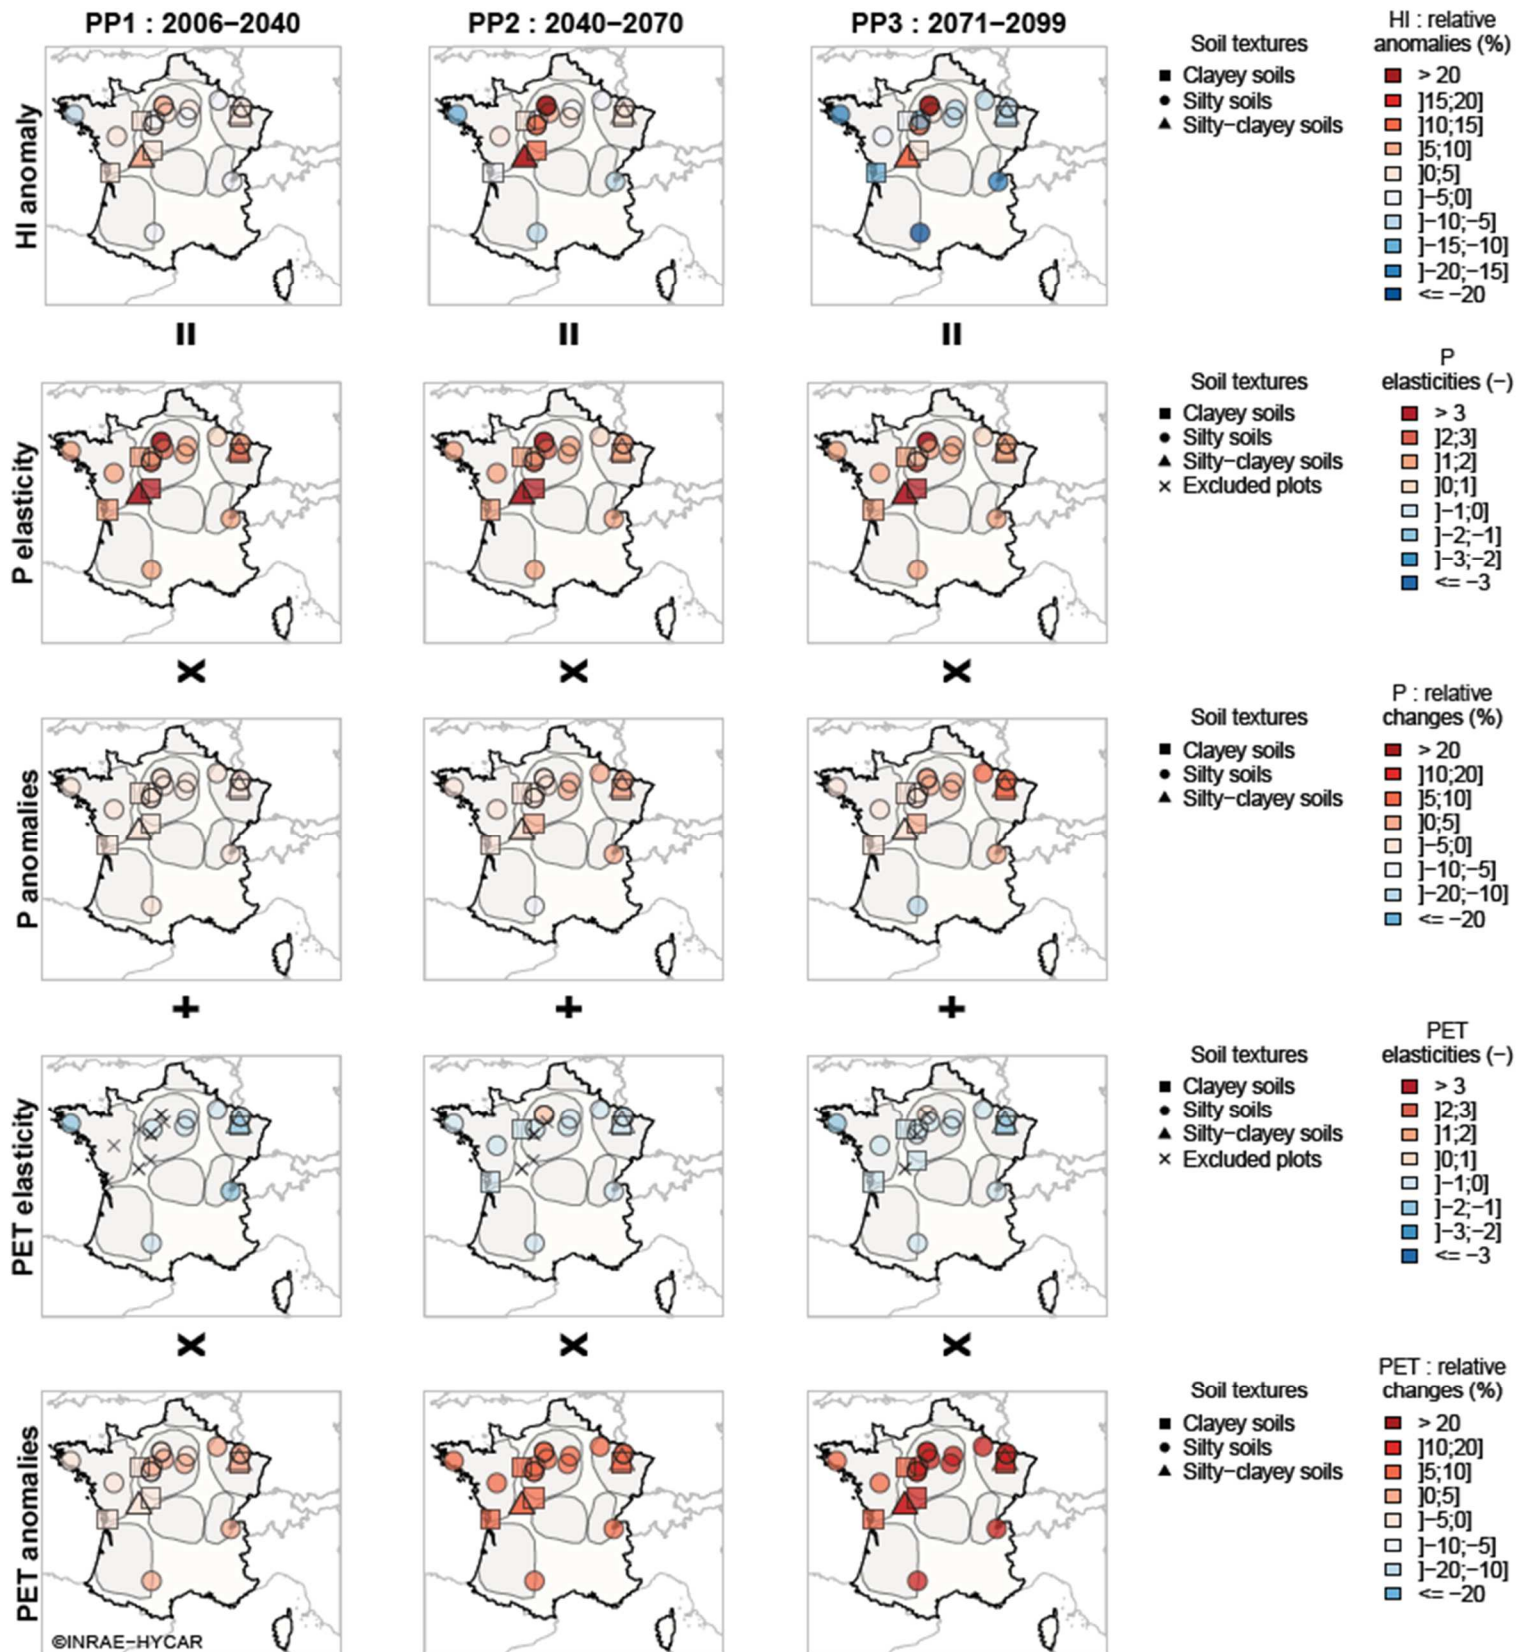 PP1 : 2006−2040
PP2 : 2040−2070
PP3 : 2071−2099
HI anomaly
Soil textures
Clayey soils
Silty soils
Silty−clayey soils
HI : relative
anomalies (%)
> 20
]15;20]
]10;15]
]5;10]
]0;5]
]−5;0]
]−10;−5]
]−15;−10]
]−20;−15]
<= −20
=
=
=
P elasticity
Soil textures
Clayey soils
Silty soils
Silty−clayey soils
Excluded plots
P
elasticities (−)
> 3
]2;3]
]1;2]
]0;1]
]−1;0]
]−2;−1]
]−3;−2]
<= −3
X
X
X
P anomalies
Soil textures
Clayey soils
Silty soils
Silty−clayey soils
P : relative
changes (%)
> 20
]10;20]
]5;10]
]0;5]
]−5;0]
]−10;−5]
]−20;−10]
<= −20
+
+
+
PET elasticity
Soil textures
Clayey soils
Silty soils
Silty−clayey soils
Excluded plots
PET
elasticities (−)
> 3
]2;3]
]1;2]
]0;1]
]−1;0]
]−2;−1]
]−3;−2]
<= −3
X
X
X
PET anomalies
Soil textures
Clayey soils
Silty soils
Silty−clayey soils
PET : relative
changes (%)
> 20
]10;20]
]5;10]
]0;5]
]−5;0]
]−10;−5]
]−20;−10]
<= −20
©INRAE−HYCAR